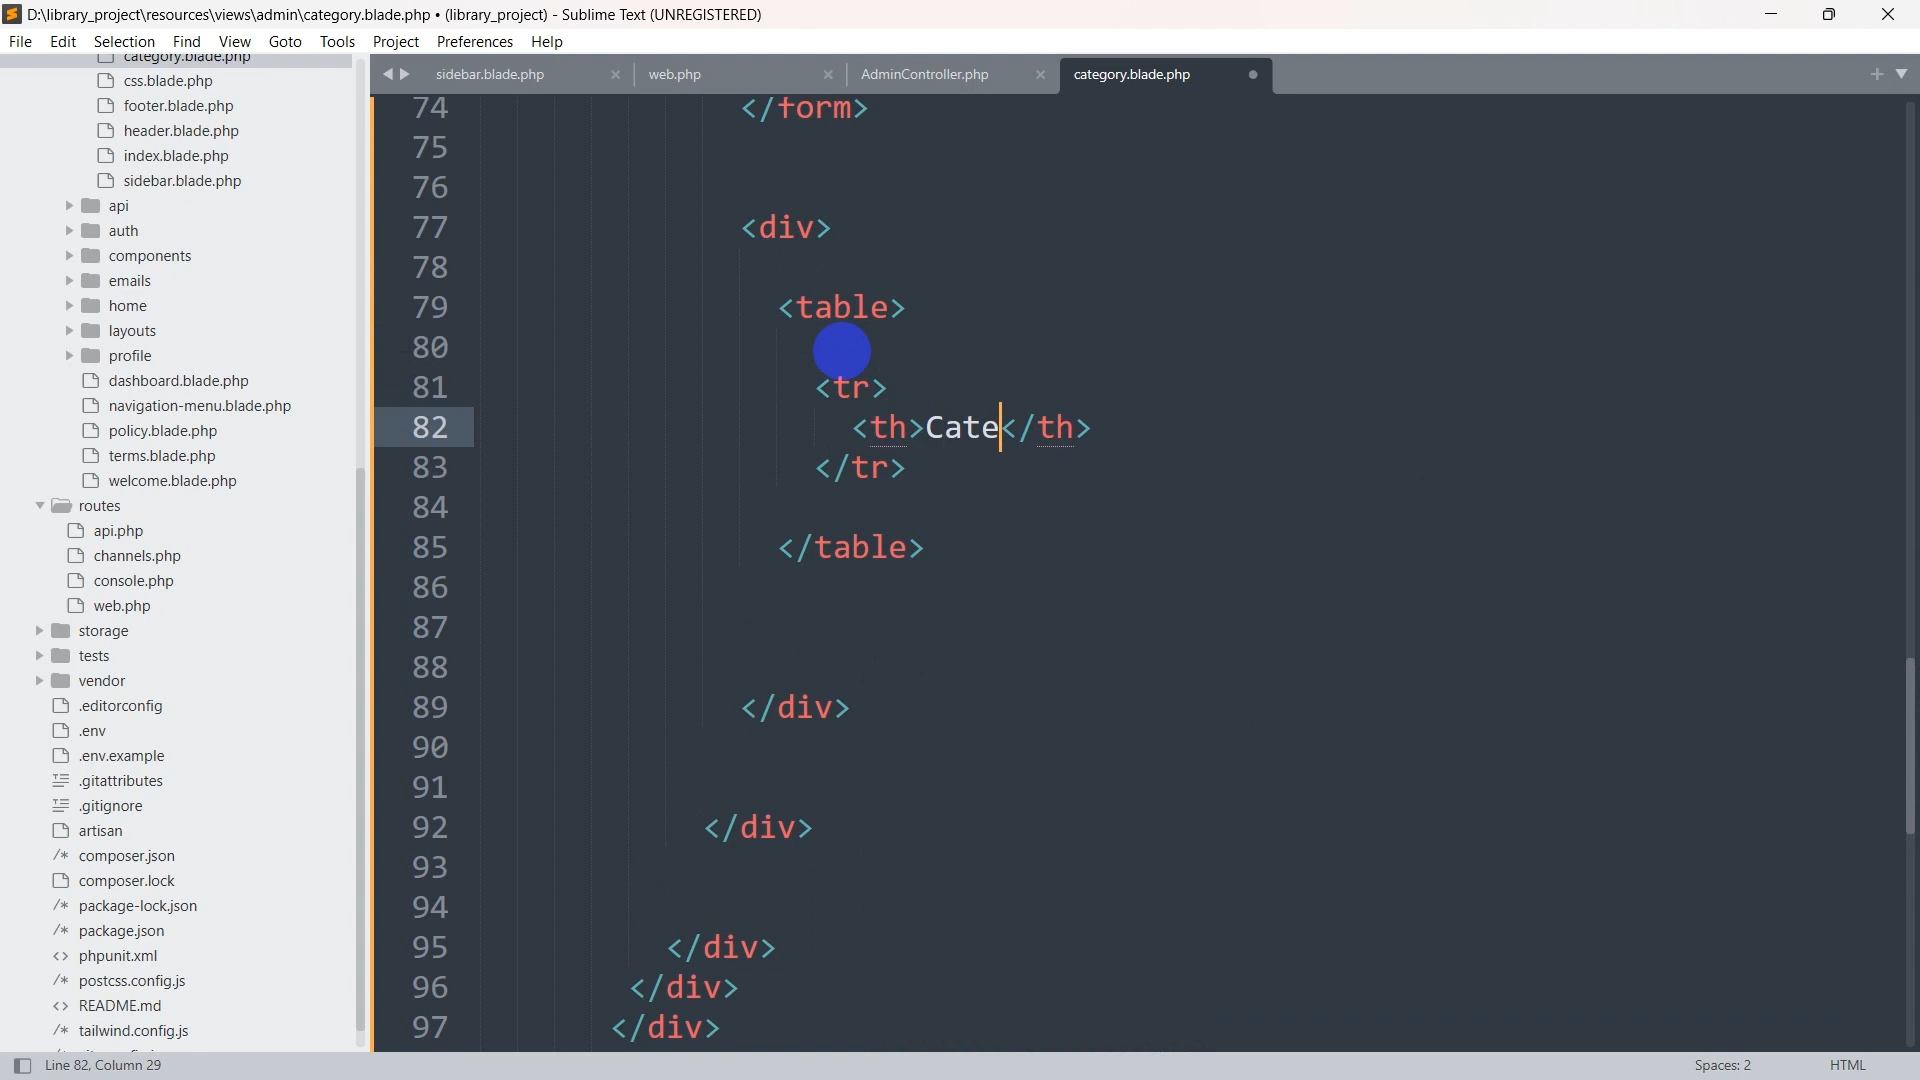 D:\library_project\resources\views\admin\category.blade.php • (library_project) - Sublime Text (UNREGISTERED)
File Edit Selection Find View Goto Tools Project Preferences Help
category.blade.php
css.blade.php
footer.blade.php
header.blade.php
index.blade.php
sidebar.blade.php
api
auth
components
emails
home
layouts
profile
dashboard.blade.php
navigation-menu.blade.php
policy.blade.php
terms.blade.php
welcome.blade.php
routes
api.php
channels.php
console.php
web.php
storage
tests
vendor
.editorconfig
.env
.env.example
.gitattributes
.gitignore
artisan
/* composer.json
composer.lock
/* package-lock.json
/* package.json
<> phpunit.xml
/* postcss.config.js
<> README.md
/* tailwind.config.js
sidebar.blade.php web.php AdminController.php category.blade.php
74 </form>
75
76
77 <div>
78
79 <table>
80
81 <tr>
82 <th>Cate</th>
83 </tr>
84
85 </table>
86
87
88
89 </div>
90
91
92 </div>
93
94
95 </div>
96 </div>
97 </div>
Line 82, Column 29 Spaces: 2 HTML